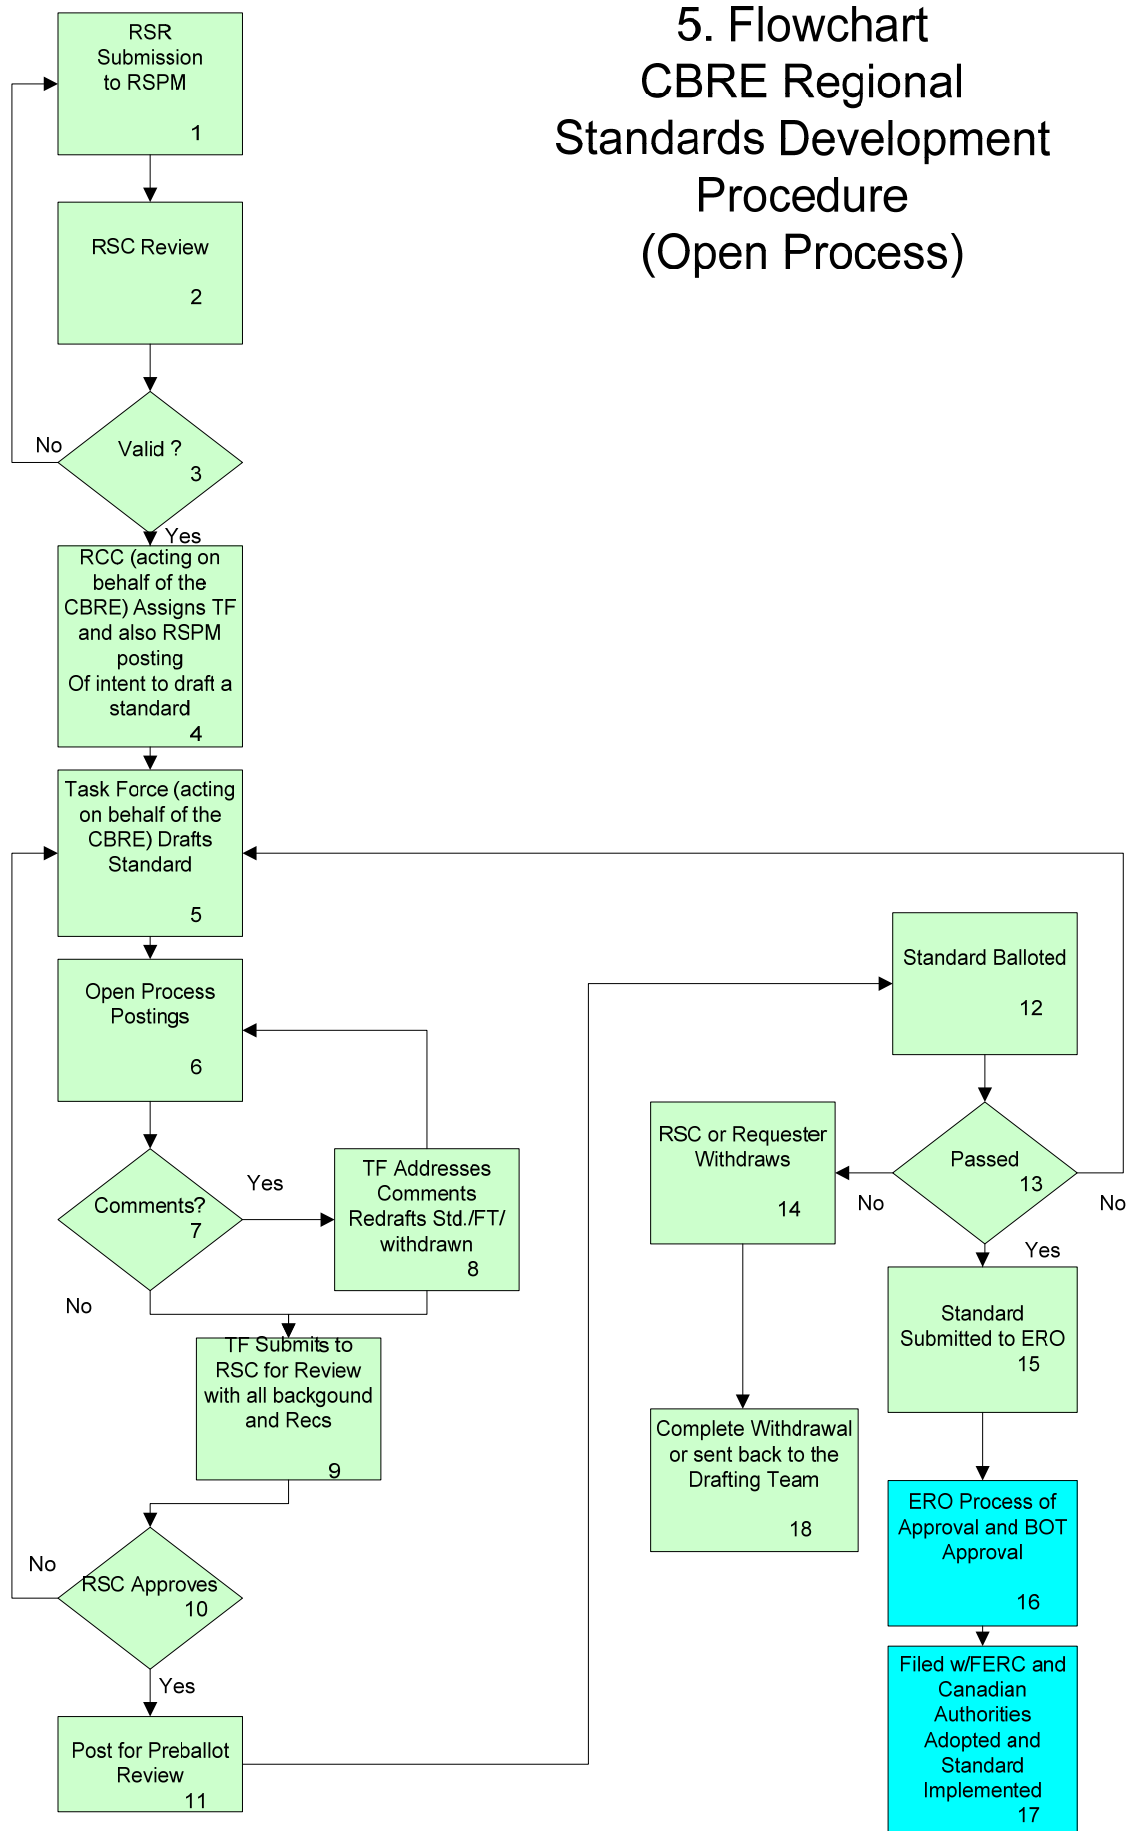 5. Flowchart
CBRE Regional
Standards Development
Procedure
(Open Process)
RSR
Submission
to RSPM
1
RSC Review
2
Valid ?
3
No
Yes
RCC (acting on
behalf of the
CBRE) Assigns TF
and also RSPM
posting
Of intent to draft a
standard
4
Task Force (acting
on behalf of the
CBRE) Drafts
Standard
5
Open Process
Postings
6
Comments?
7
Yes
No
TF Addresses
Comments
Redrafts Std./FT/
withdrawn
8
TF Submits to
RSC for Review
with all backgound
and Recs
9
RSC Approves
10
No
Yes
Post for Preballot
Review
11
Standard Balloted
12
Passed
13
No
No
Yes
RSC or Requester
Withdraws
14
Standard
Submitted to ERO
15
Complete Withdrawal
or sent back to the
Drafting Team
18
ERO Process of
Approval and BOT
Approval
16
Filed w/FERC and
Canadian
Authorities
Adopted and
Standard
Implemented
17